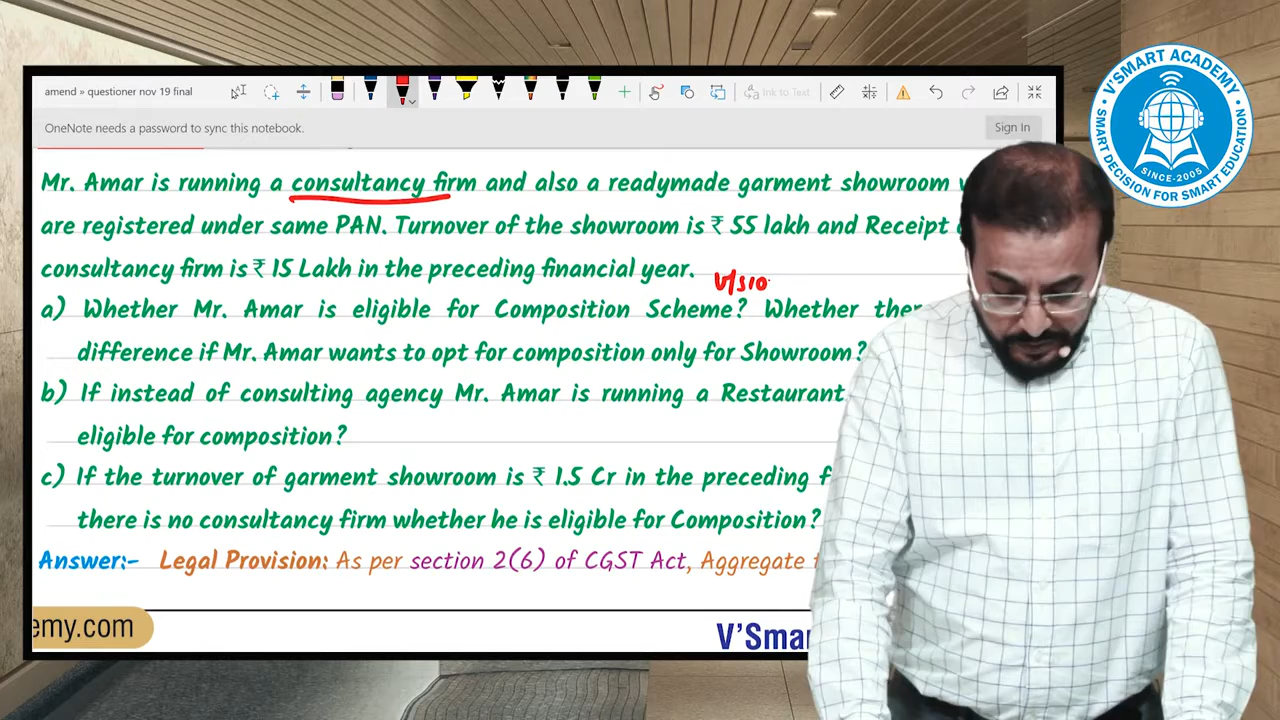 amend » questioner nov 19 final
Ink to Text
OneNote needs a password to sync this notebook.
Sign In
Mr. Amar is running a consultancy firm and also a readymade garment showroom
are registered under same PAN. Turnover of the showroom is ₹ 55 lakh and Receipt
consultancy firm is ₹ 15 Lakh in the preceding financial year.
U/s 10
a) Whether Mr. Amar is eligible for Composition Scheme? Whether ther
difference if Mr. Amar wants to opt for composition only for Showroom?
b) If instead of consulting agency Mr. Amar is running a Restaurant
eligible for composition?
c) If the turnover of garment showroom is ₹ 1.5 Cr in the preceding f
there is no consultancy firm whether he is eligible for Composition?
Answer:- Legal Provision: As per section 2(6) of CGST Act, Aggregate
emy.com
V'Smar
V'SMART ACADEMY
SINCE-2005
SMART DECISION FOR SMART EDUCATION